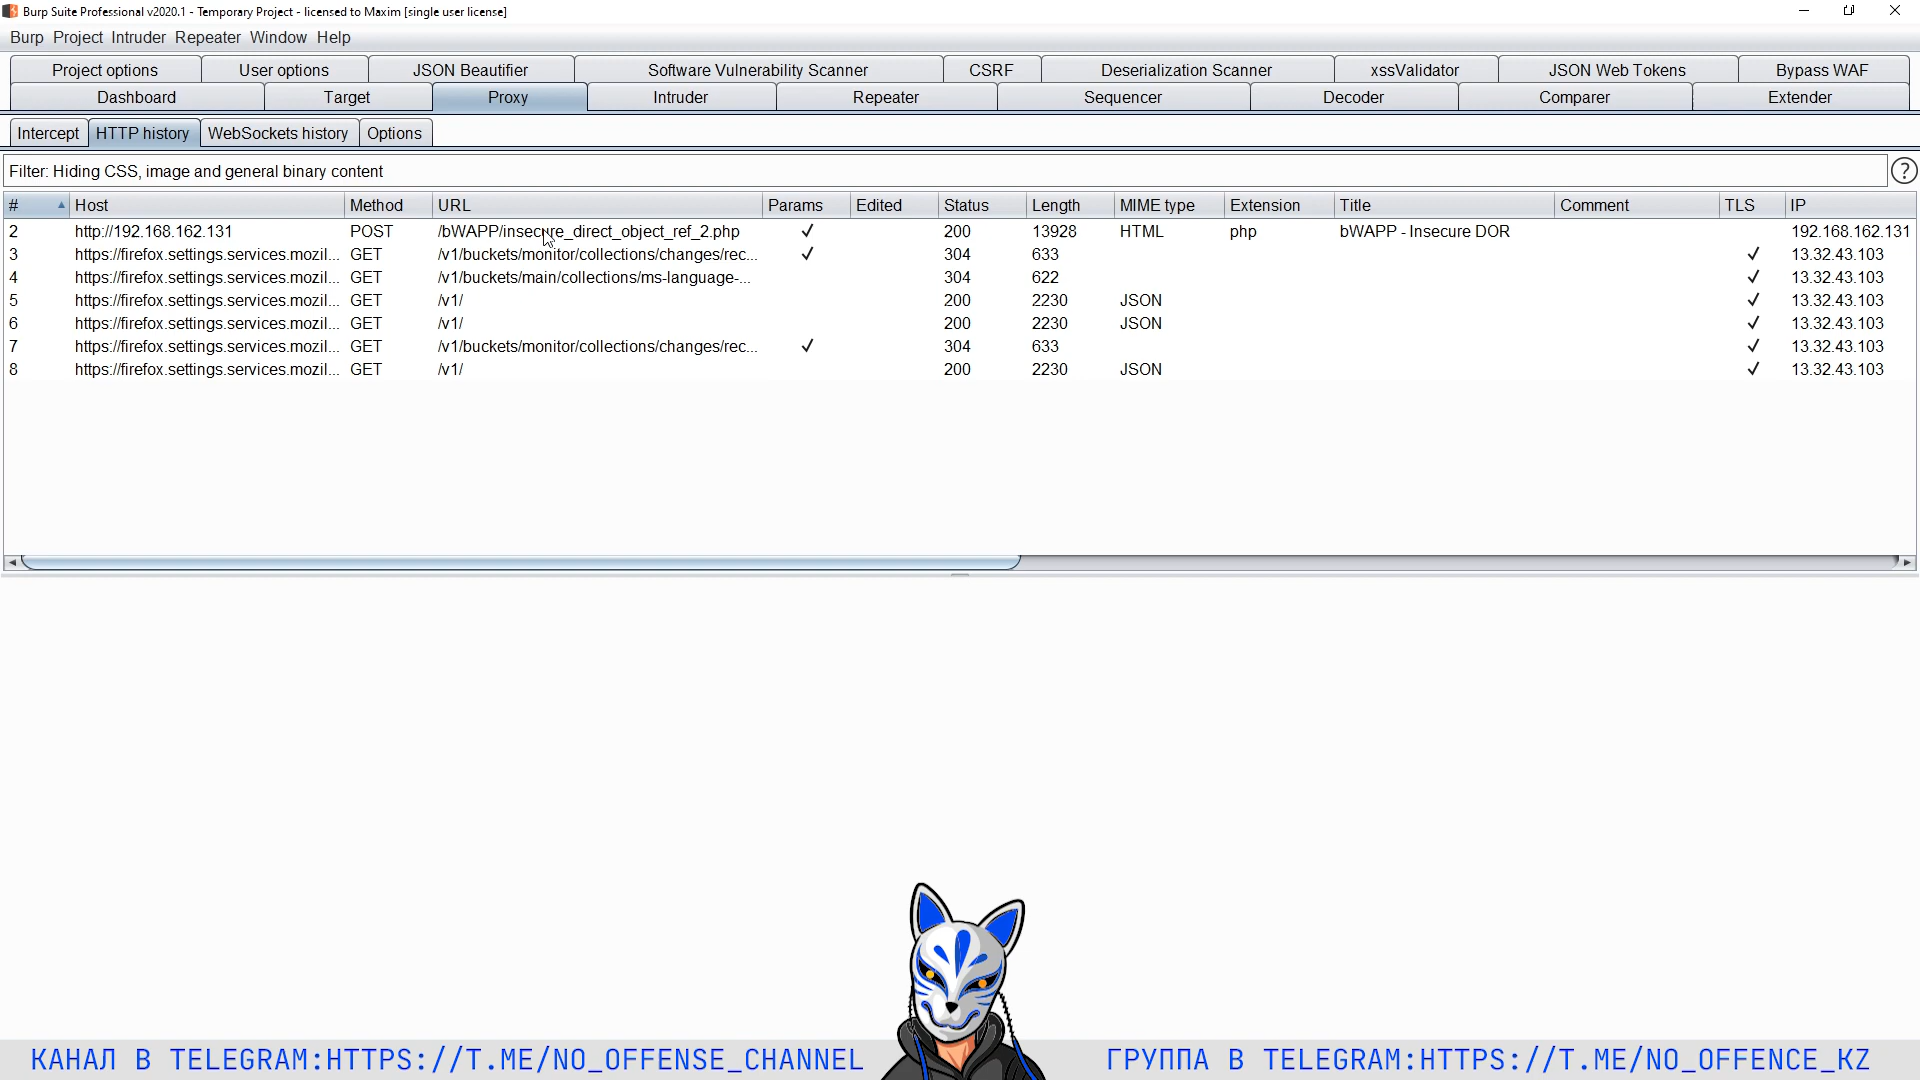 Burp Suite Professional v2020.1 - Temporary Project - licensed to Maxim [single user license]
Burp Project Intruder Repeater Window Help
Project options User options JSON Beautifier Software Vulnerability Scanner CSRF Deserialization Scanner xssValidator JSON Web Tokens Bypass WAF
Dashboard Target Proxy Intruder Repeater Sequencer Decoder Comparer Extender
Intercept HTTP history WebSockets history Options
Filter: Hiding CSS, image and general binary content ?
# Host Method URL Params Edited Status Length MIME type Extension Title Comment TLS IP
2 http://192.168.162.131 POST /bWAPP/insecure_direct_object_ref_2.php ✓ 200 13928 HTML php bWAPP - Insecure DOR 192.168.162.131
3 https://firefox.settings.services.mozil... GET /v1/buckets/monitor/collections/changes/rec... ✓ 304 633 ✓ 13.32.43.103
4 https://firefox.settings.services.mozil... GET /v1/buckets/main/collections/ms-language-... 304 622 ✓ 13.32.43.103
5 https://firefox.settings.services.mozil... GET /v1/ 200 2230 JSON ✓ 13.32.43.103
6 https://firefox.settings.services.mozil... GET /v1/ 200 2230 JSON ✓ 13.32.43.103
7 https://firefox.settings.services.mozil... GET /v1/buckets/monitor/collections/changes/rec... ✓ 304 633 ✓ 13.32.43.103
8 https://firefox.settings.services.mozil... GET /v1/ 200 2230 JSON ✓ 13.32.43.103
КАНАЛ В TELEGRAM:HTTPS://T.ME/NO_OFFENSE_CHANNEL ГРУППА В TELEGRAM:HTTPS://T.ME/NO_OFFENCE_KZ